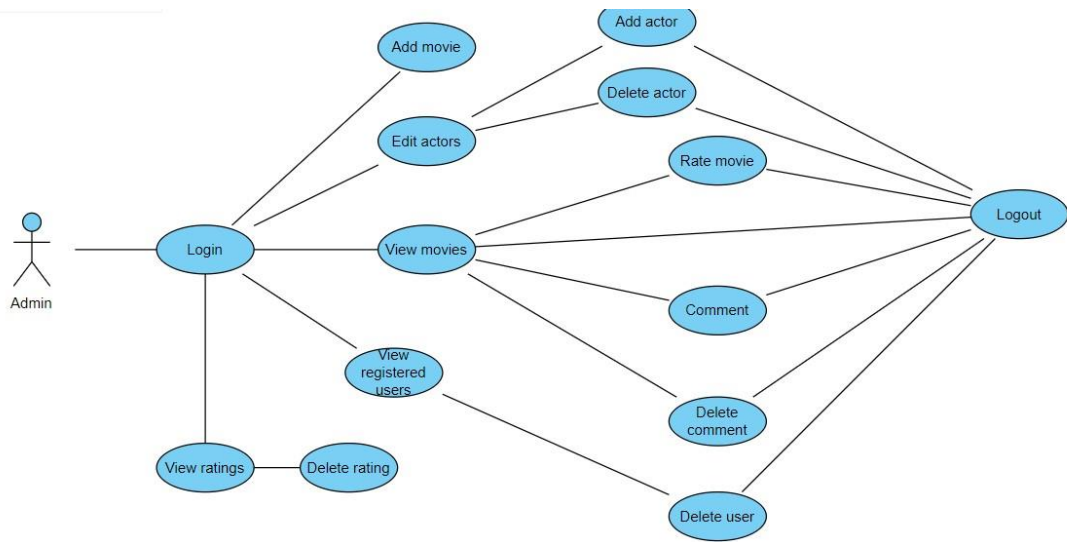 Add actor
Add movie
Delete actor
Edit actors
Rate movie
Logout
Login
View movies
Admin
Comment
View
registered
users
Delete
comment
View ratings
Delete rating
Delete user